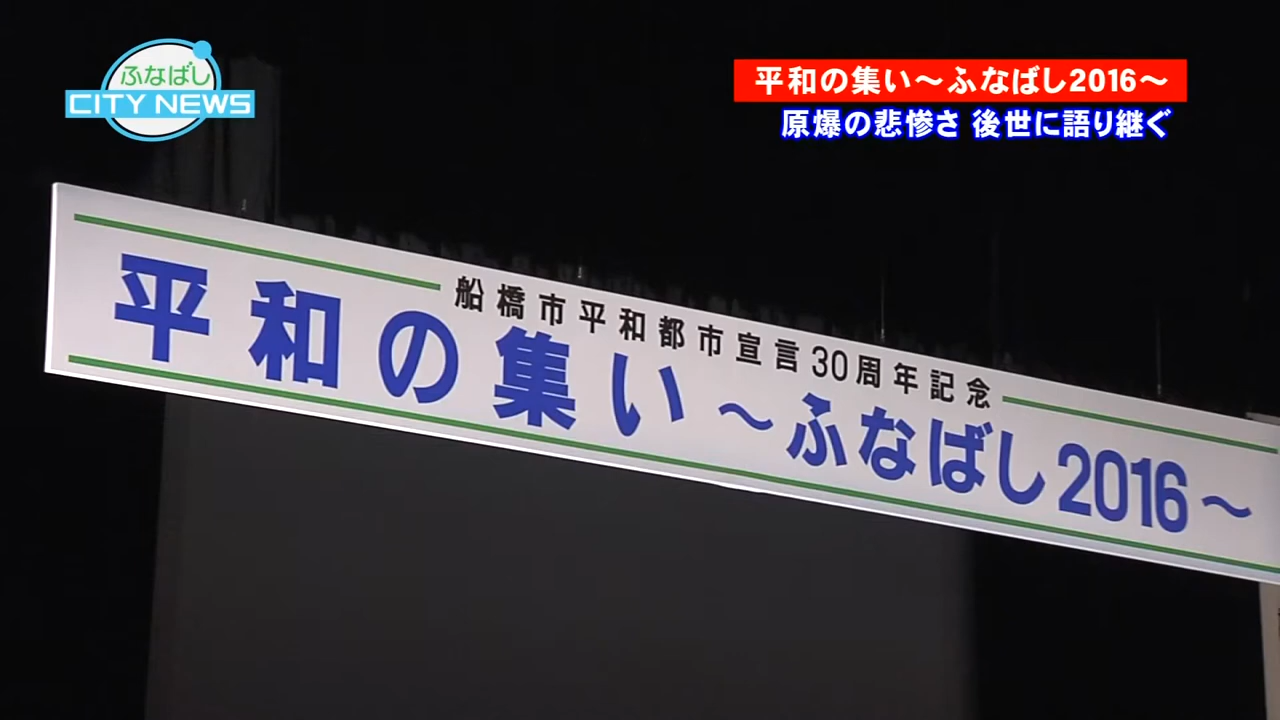 ふなばし
CITY NEWS
平和の集い~ふなばし2016~
原爆の悲惨さ 後世に語り継ぐ
船橋市平和都市宣言30周年記念
平和の集い~ふなばし2016~